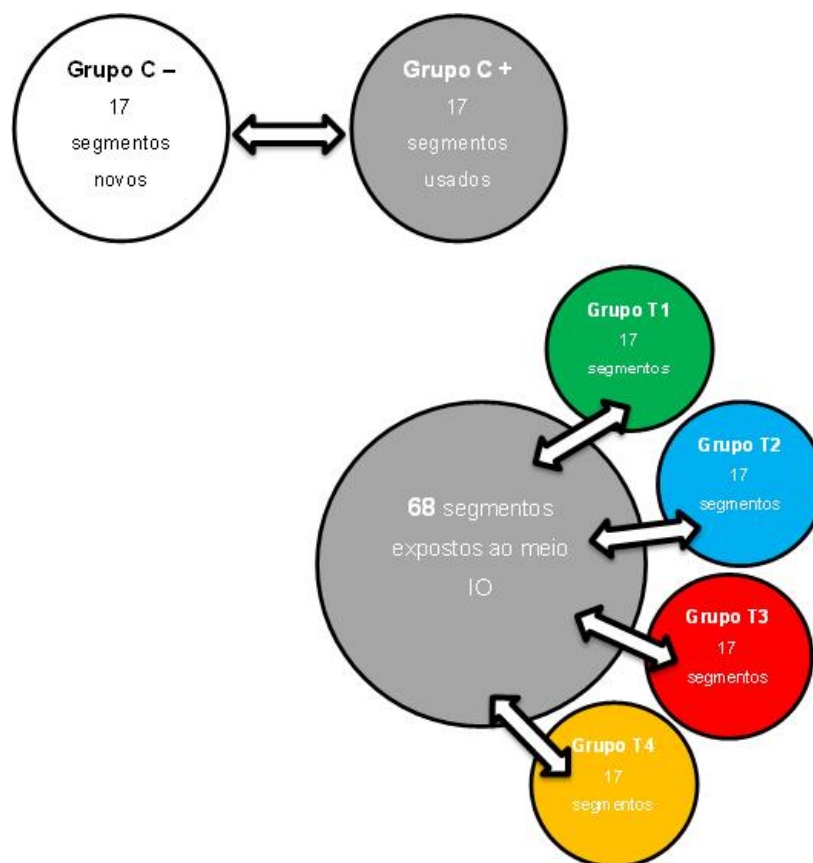 Grupo C –
17
segmentos
novos
Grupo C +
17
segmentos
usados
Grupo T1
17
segmentos
Grupo T2
17
segmentos
68 segmentos
expostos ao meio
IO
Grupo T3
17
segmentos
Grupo T4
17
segmentos